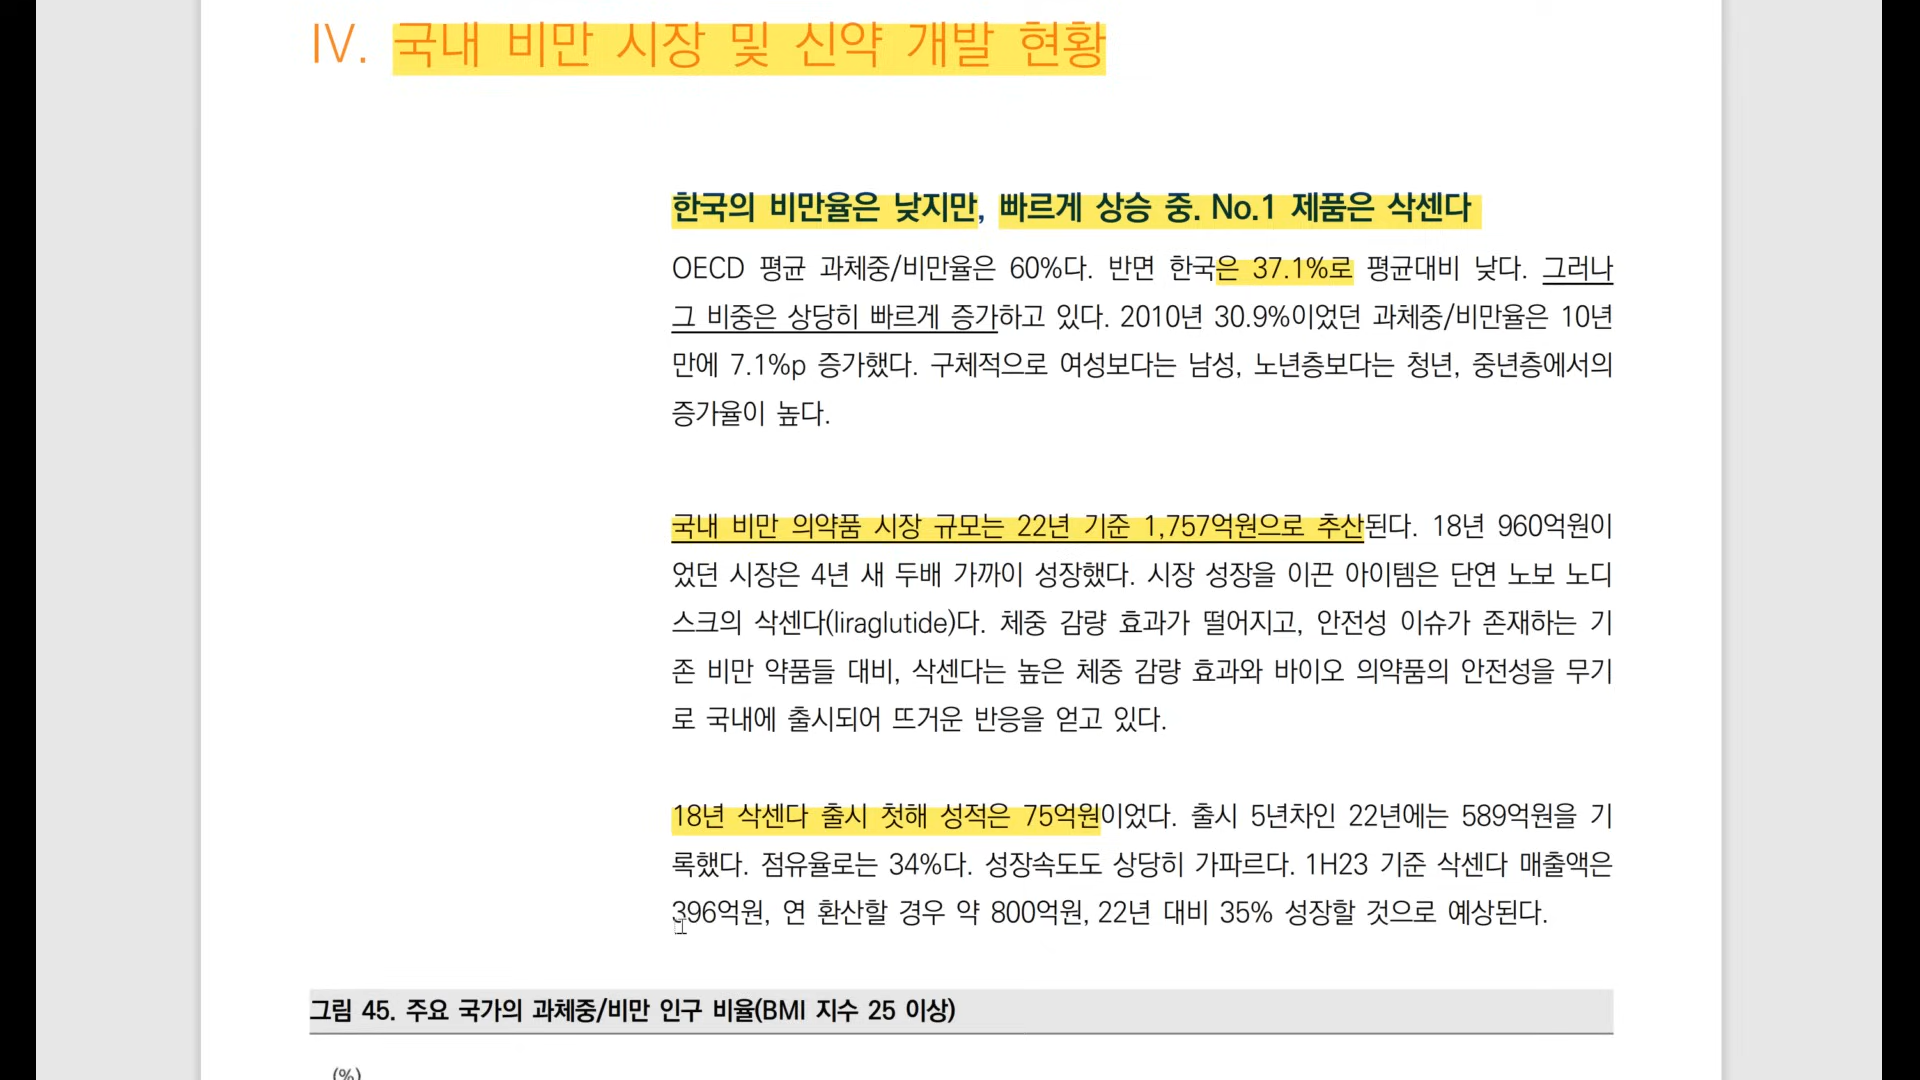 IV. 국내 비만 시장 및 신약 개발 현황
한국의 비만율은 낮지만, 빠르게 상승 중. No.1 제품은 삭센다
OECD 평균 과체중/비만율은 60%다. 반면 한국은 37.1%로 평균대비 낮다. 그러나
그 비중은 상당히 빠르게 증가하고 있다. 2010년 30.9%이었던 과체중/비만율은 10년
만에 7.1%p 증가했다. 구체적으로 여성보다는 남성, 노년층보다는 청년, 중년층에서의
증가율이 높다.
국내 비만 의약품 시장 규모는 22년 기준 1,757억원으로 추산된다. 18년 960억원이
었던 시장은 4년 새 두배 가까이 성장했다. 시장 성장을 이끈 아이템은 단연 노보 노디
스크의 삭센다(liraglutide)다. 체중 감량 효과가 떨어지고, 안전성 이슈가 존재하는 기
존 비만 약품들 대비, 삭센다는 높은 체중 감량 효과와 바이오 의약품의 안전성을 무기
로 국내에 출시되어 뜨거운 반응을 얻고 있다.
18년 삭센다 출시 첫해 성적은 75억원이었다. 출시 5년차인 22년에는 589억원을 기
록했다. 점유율로는 34%다. 성장속도도 상당히 가파르다. 1H23 기준 삭센다 매출액은
396억원, 연 환산할 경우 약 800억원, 22년 대비 35% 성장할 것으로 예상된다.
그림 45. 주요 국가의 과체중/비만 인구 비율(BMI 지수 25 이상)
(%)